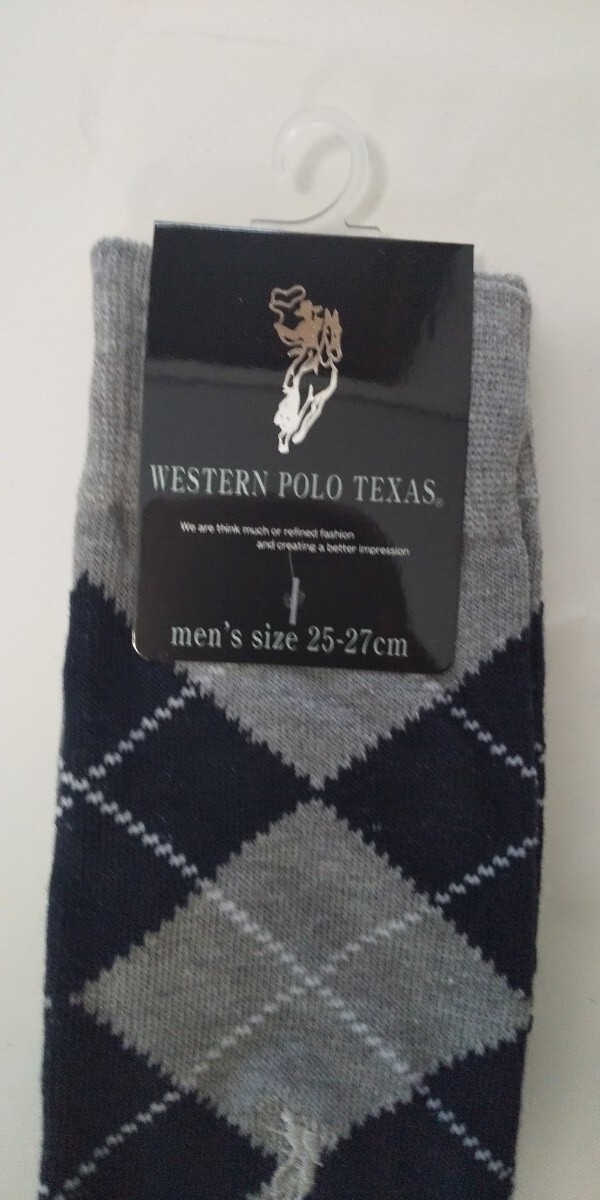 WESTERN POLO TEXAS®
We are think much or refined fashion
and creating a better impression
men's size 25-27cm